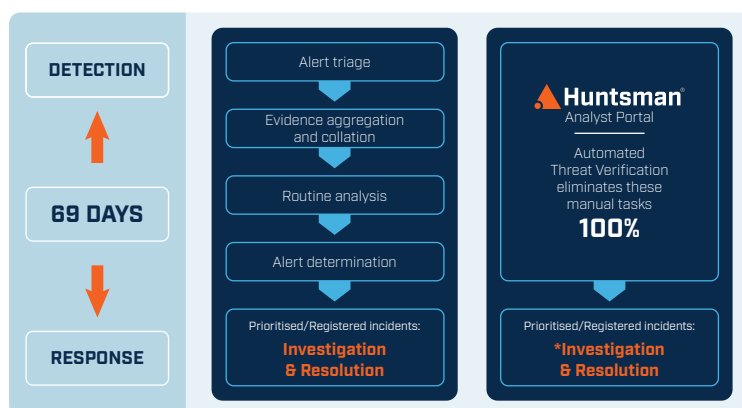 DETECTION
69 DAYS
RESPONSE
Alert triage
Evidence aggregation
and collation
Routine analysis
Alert determination
Prioritised/Registered incidents:
Investigation
& Resolution
Huntsman®
Analyst Portal
Automated
Threat Verification
eliminates these
manual tasks
100%
Prioritised/Registered incidents:
*Investigation
& Resolution